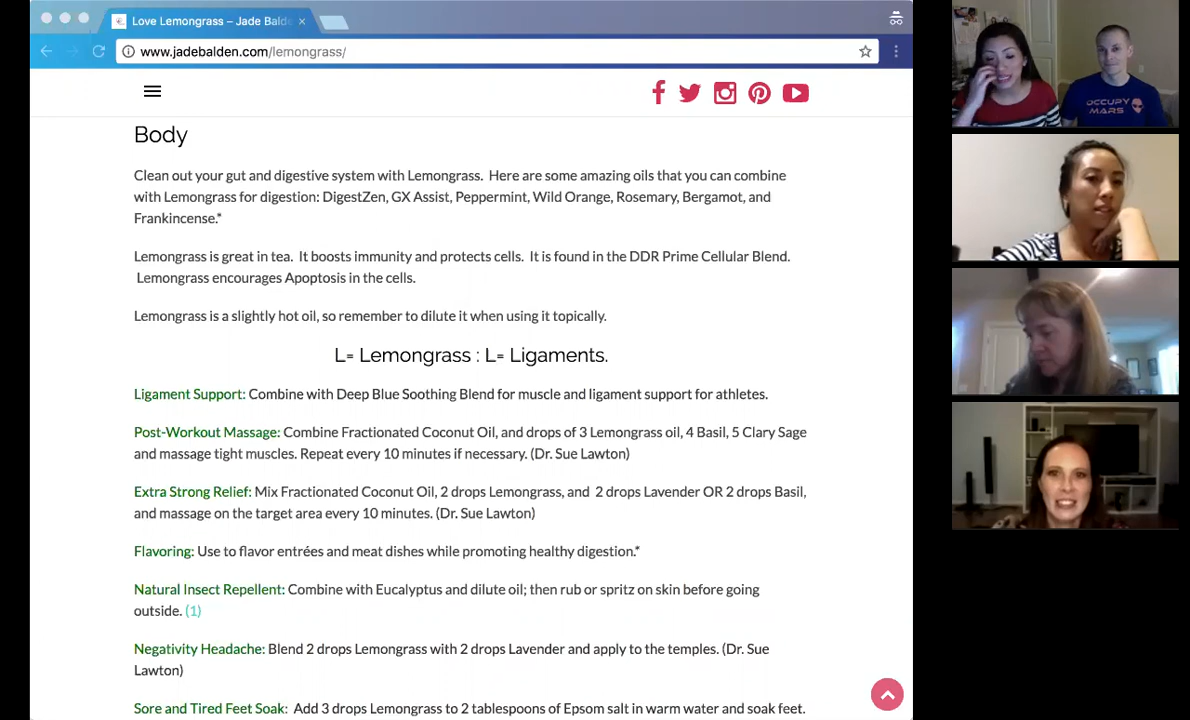 Love Lemongrass – Jade Balde
www.jadebalden.com/lemongrass/
Body
Clean out your gut and digestive system with Lemongrass. Here are some amazing oils that you can combine
with Lemongrass for digestion: DigestZen, GX Assist, Peppermint, Wild Orange, Rosemary, Bergamot, and
Frankincense.*
Lemongrass is great in tea. It boosts immunity and protects cells. It is found in the DDR Prime Cellular Blend.
Lemongrass encourages Apoptosis in the cells.
Lemongrass is a slightly hot oil, so remember to dilute it when using it topically.
L= Lemongrass : L= Ligaments.
Ligament Support: Combine with Deep Blue Soothing Blend for muscle and ligament support for athletes.
Post-Workout Massage: Combine Fractionated Coconut Oil, and drops of 3 Lemongrass oil, 4 Basil, 5 Clary Sage
and massage tight muscles. Repeat every 10 minutes if necessary. (Dr. Sue Lawton)
Extra Strong Relief: Mix Fractionated Coconut Oil, 2 drops Lemongrass, and 2 drops Lavender OR 2 drops Basil,
and massage on the target area every 10 minutes. (Dr. Sue Lawton)
Flavoring: Use to flavor entrées and meat dishes while promoting healthy digestion.*
Natural Insect Repellent: Combine with Eucalyptus and dilute oil; then rub or spritz on skin before going
outside. (1)
Negativity Headache: Blend 2 drops Lemongrass with 2 drops Lavender and apply to the temples. (Dr. Sue
Lawton)
Sore and Tired Feet Soak: Add 3 drops Lemongrass to 2 tablespoons of Epsom salt in warm water and soak feet.
OCCUPY
MARS